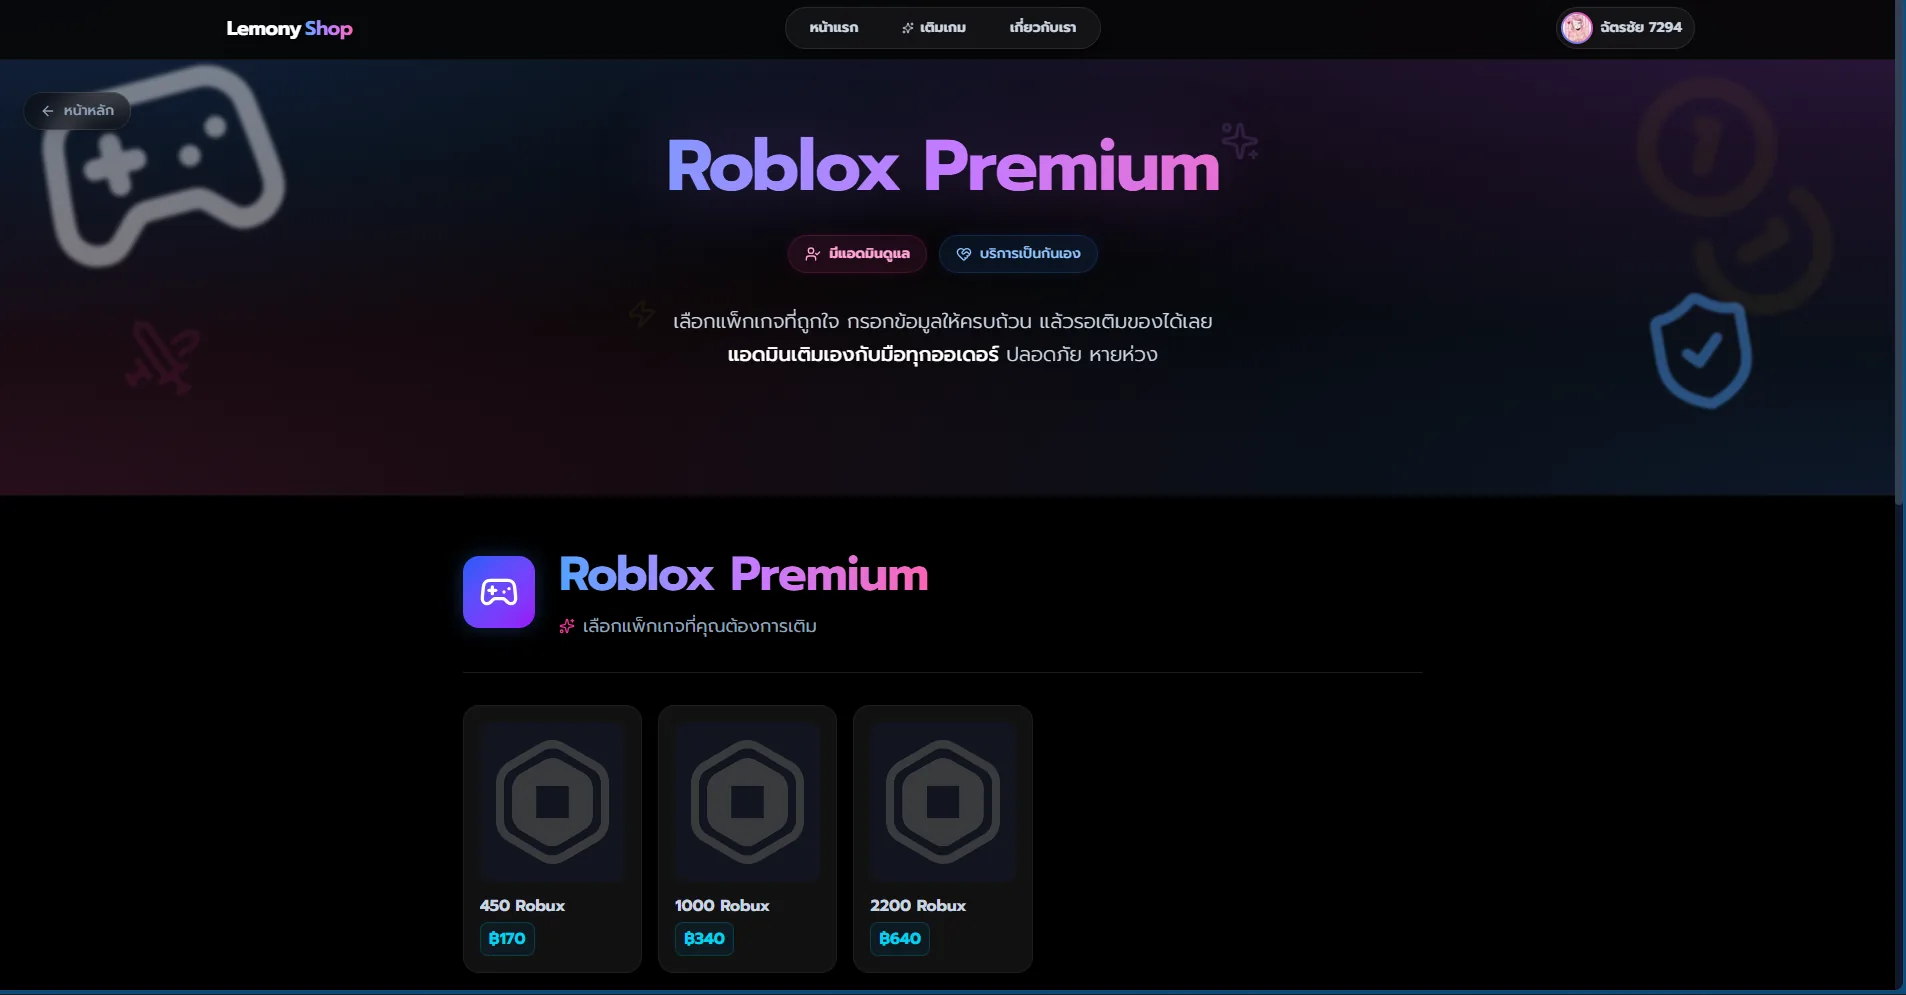 Lemony Shop
หน้าแรก
เติมเกม
เกี่ยวกับเรา
ฉัตรชัย 7294
หน้าหลัก
Roblox Premium
มีแอดมินดูแล
บริการเป็นกันเอง
เลือกแพ็กเกจที่ถูกใจ กรอกข้อมูลให้ครบถ้วน แล้วรอเติมของได้เลย
แอดมินเติมเองกับมือทุกออเดอร์ ปลอดภัย หายห่วง
Roblox Premium
เลือกแพ็กเกจที่คุณต้องการเติม
450 Robux
฿170
1000 Robux
฿340
2200 Robux
฿640